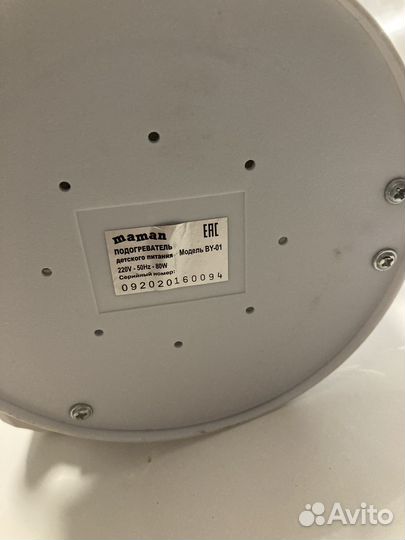 maman
EAC
ПОДОГРЕВАТЕЛЬ
Модель BY-01
детского питания
220V - 50Hz - 80W
Серийный номер:
092020160094
Avito